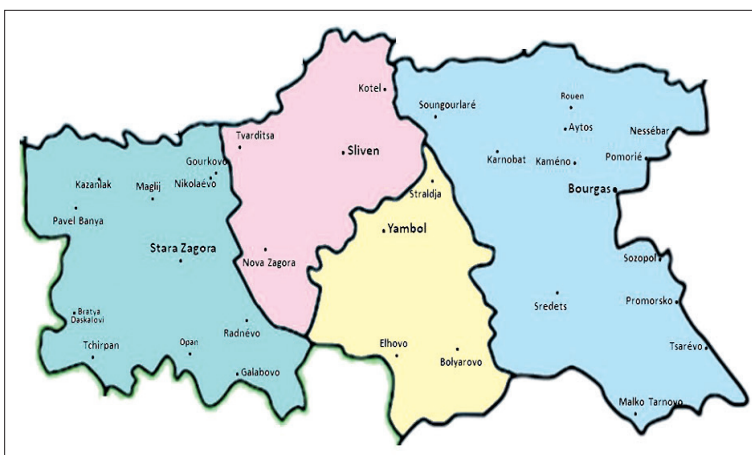 Kotel
Rouen
Soungourlaré
Aytos
Nessébar
Tvarditsa
Sliven
Karnobat
Kaméno
Pomorié
Gourkovo
Nikolaévo
Kazanlak
Maglij
Straldja
Bourgas
Pavel Banya
Yambol
Stara Zagora
Nova Zagora
Sozopol
Sredets
Promorsko
Bratya
Daskalovi
Radnévo
Tchirpan
Opan
Elhovo
Bolyarovo
Tsarévo
Galabovo
Malko Tarnovo